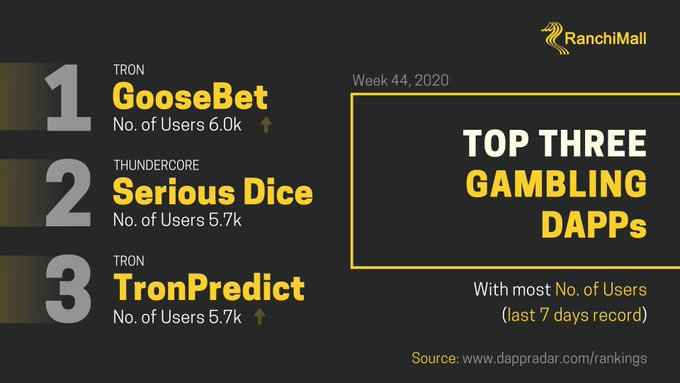 RanchiMall
Week 44, 2020
TOP THREE
GAMBLING
DAPPs
With most No. of Users
(last 7 days record)
1
TRON
GooseBet
No. of Users 6.0k
2
THUNDERCORE
Serious Dice
No. of Users 5.7k
3
TRON
TronPredict
No. of Users 5.7k
Source: www.dappradar.com/rankings